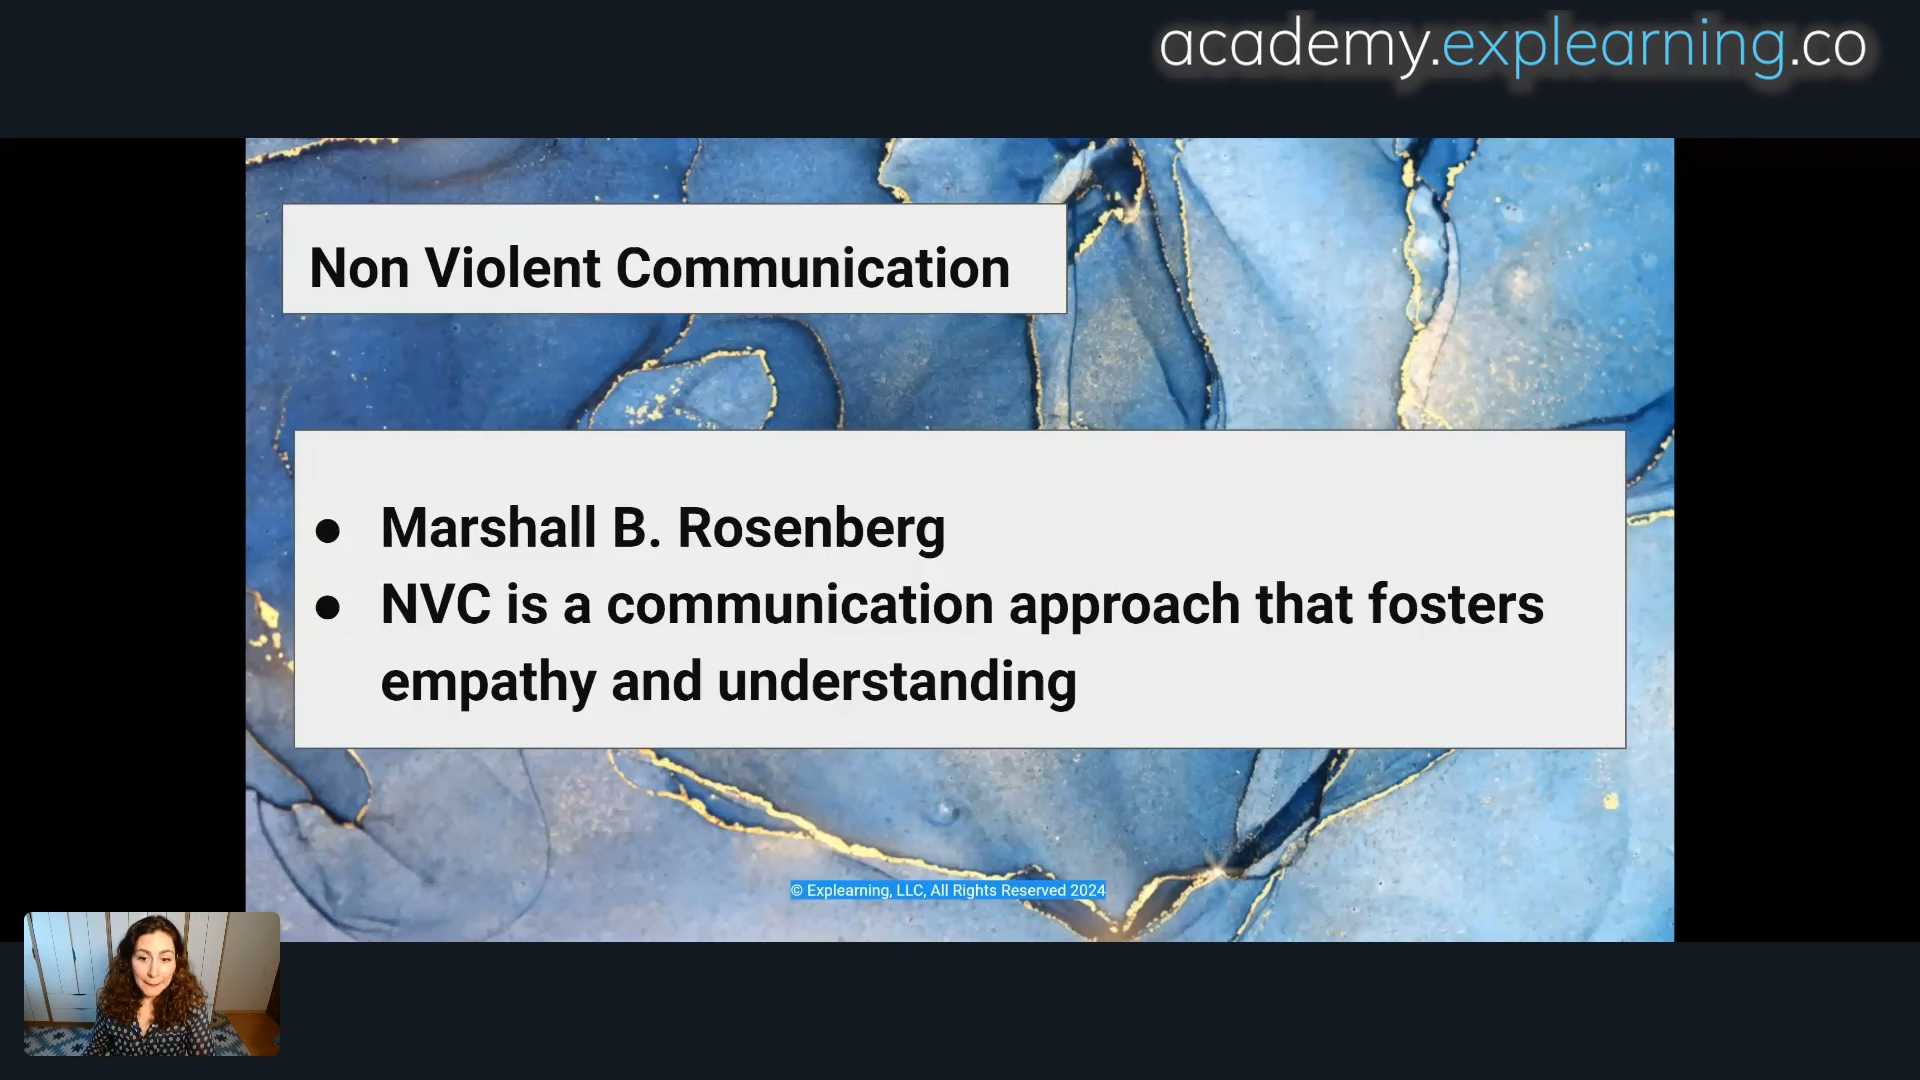 academy.explearning.co
Non Violent Communication
● Marshall B. Rosenberg
● NVC is a communication approach that fosters
empathy and understanding
© Explearning, LLC, All Rights Reserved 2024